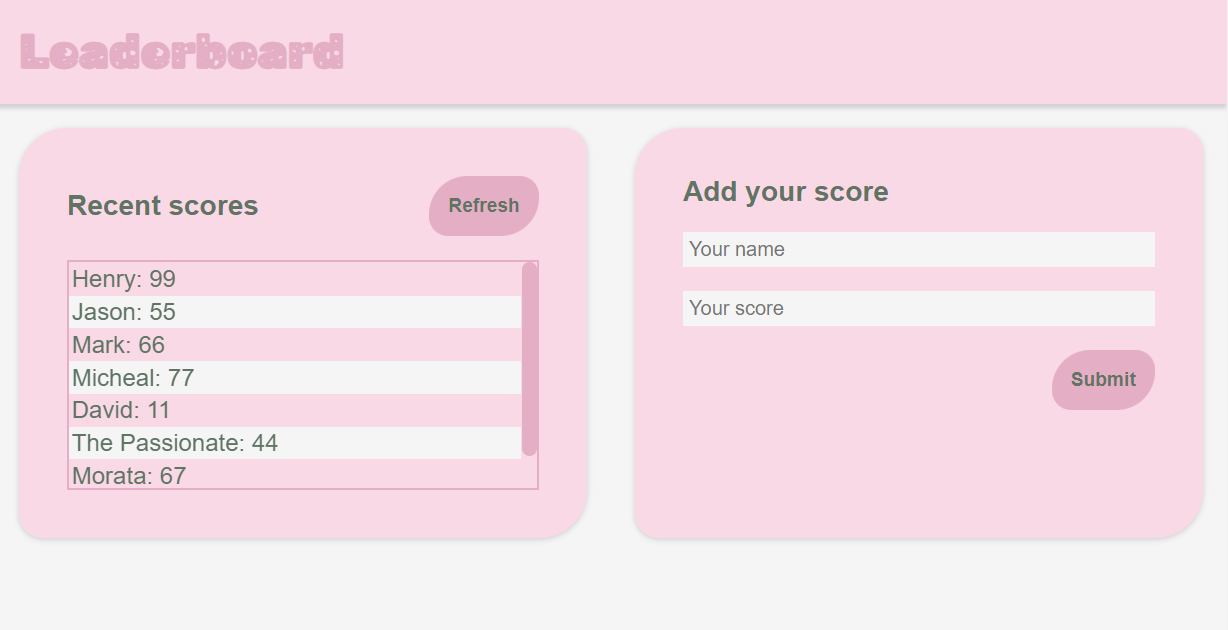 Leaderboard
Recent scores
Refresh
Henry: 99
Jason: 55
Mark: 66
Micheal: 77
David: 11
The Passionate: 44
Morata: 67
Add your score
Your name
Your score
Submit